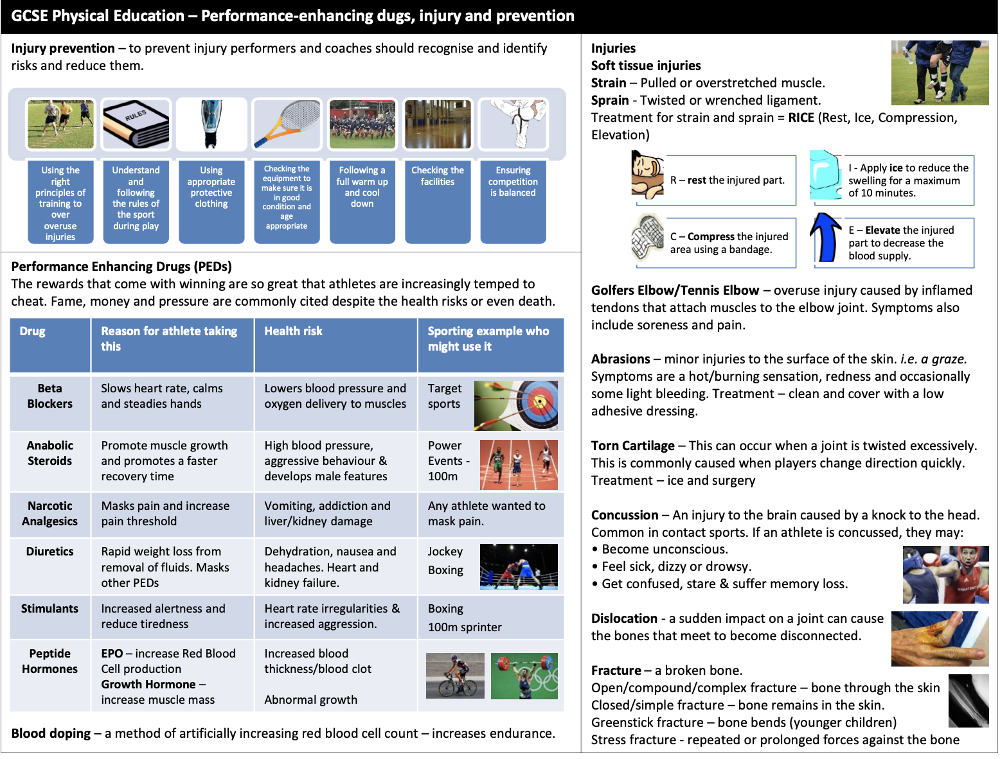 GCSE Physical Education – Performance-enhancing dugs, injury and prevention
Injury prevention – to prevent injury performers and coaches should recognise and identify
risks and reduce them.
RULES
Using the
right
principles of
training to
over
overuse
injuries
Understand
and
following
the rules of
the sport
during play
Using
appropriate
protective
clothing
Checking the
equipment to
make sure it is
in good
condition and
age
appropriate
Following a
full warm up
and cool
down
Checking the
facilities
Ensuring
competition
is balanced
Performance Enhancing Drugs (PEDs)
The rewards that come with winning are so great that athletes are increasingly temped to
cheat. Fame, money and pressure are commonly cited despite the health risks or even death.
Drug
Reason for athlete taking
this
Health risk
Sporting example who
might use it
Beta
Blockers
Slows heart rate, calms
and steadies hands
Lowers blood pressure and
oxygen delivery to muscles
Target
sports
Anabolic
Steroids
Promote muscle growth
and promotes a faster
recovery time
High blood pressure,
aggressive behaviour &
develops male features
Power
Events -
100m
Narcotic
Analgesics
Masks pain and increase
pain threshold
Vomiting, addiction and
liver/kidney damage
Any athlete wanted to
mask pain.
Diuretics
Rapid weight loss from
removal of fluids. Masks
other PEDs
Dehydration, nausea and
headaches. Heart and
kidney failure.
Jockey
Boxing
Stimulants
Increased alertness and
reduce tiredness
Heart rate irregularities &
increased aggression.
Boxing
100m sprinter
Peptide
Hormones
EPO – increase Red Blood
Cell production
Growth Hormone –
increase muscle mass
Increased blood
thickness/blood clot
Abnormal growth
Blood doping – a method of artificially increasing red blood cell count – increases endurance.
Injuries
Soft tissue injuries
Strain – Pulled or overstretched muscle.
Sprain - Twisted or wrenched ligament.
Treatment for strain and sprain = RICE (Rest, Ice, Compression,
Elevation)
R – rest the injured part.
I - Apply ice to reduce the
swelling for a maximum
of 10 minutes.
C – Compress the injured
area using a bandage.
E – Elevate the injured
part to decrease the
blood supply.
Golfers Elbow/Tennis Elbow – overuse injury caused by inflamed
tendons that attach muscles to the elbow joint. Symptoms also
include soreness and pain.
Abrasions – minor injuries to the surface of the skin. i.e. a graze.
Symptoms are a hot/burning sensation, redness and occasionally
some light bleeding. Treatment – clean and cover with a low
adhesive dressing.
Torn Cartilage – This can occur when a joint is twisted excessively.
This is commonly caused when players change direction quickly.
Treatment – ice and surgery
Concussion – An injury to the brain caused by a knock to the head.
Common in contact sports. If an athlete is concussed, they may:
• Become unconscious.
• Feel sick, dizzy or drowsy.
• Get confused, stare & suffer memory loss.
GREAT BRITAIN
Dislocation - a sudden impact on a joint can cause
the bones that meet to become disconnected.
Fracture – a broken bone.
Open/compound/complex fracture – bone through the skin
Closed/simple fracture – bone remains in the skin.
Greenstick fracture – bone bends (younger children)
Stress fracture - repeated or prolonged forces against the bone